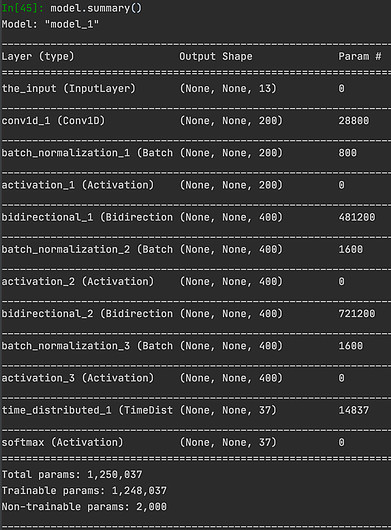 In[45]: model.summary()
Model: "model_1"
Layer (type) Output Shape Param #
the_input (InputLayer) (None, None, 13) 0
conv1d_1 (Conv1D) (None, None, 200) 28800
batch_normalization_1 (Batch (None, None, 200) 800
activation_1 (Activation) (None, None, 200) 0
bidirectional_1 (Bidirection (None, None, 400) 481200
batch_normalization_2 (Batch (None, None, 400) 1600
activation_2 (Activation) (None, None, 400) 0
bidirectional_2 (Bidirection (None, None, 400) 721200
batch_normalization_3 (Batch (None, None, 400) 1600
activation_3 (Activation) (None, None, 400) 0
time_distributed_1 (TimeDist (None, None, 37) 14837
softmax (Activation) (None, None, 37) 0
Total params: 1,250,037
Trainable params: 1,248,037
Non-trainable params: 2,000